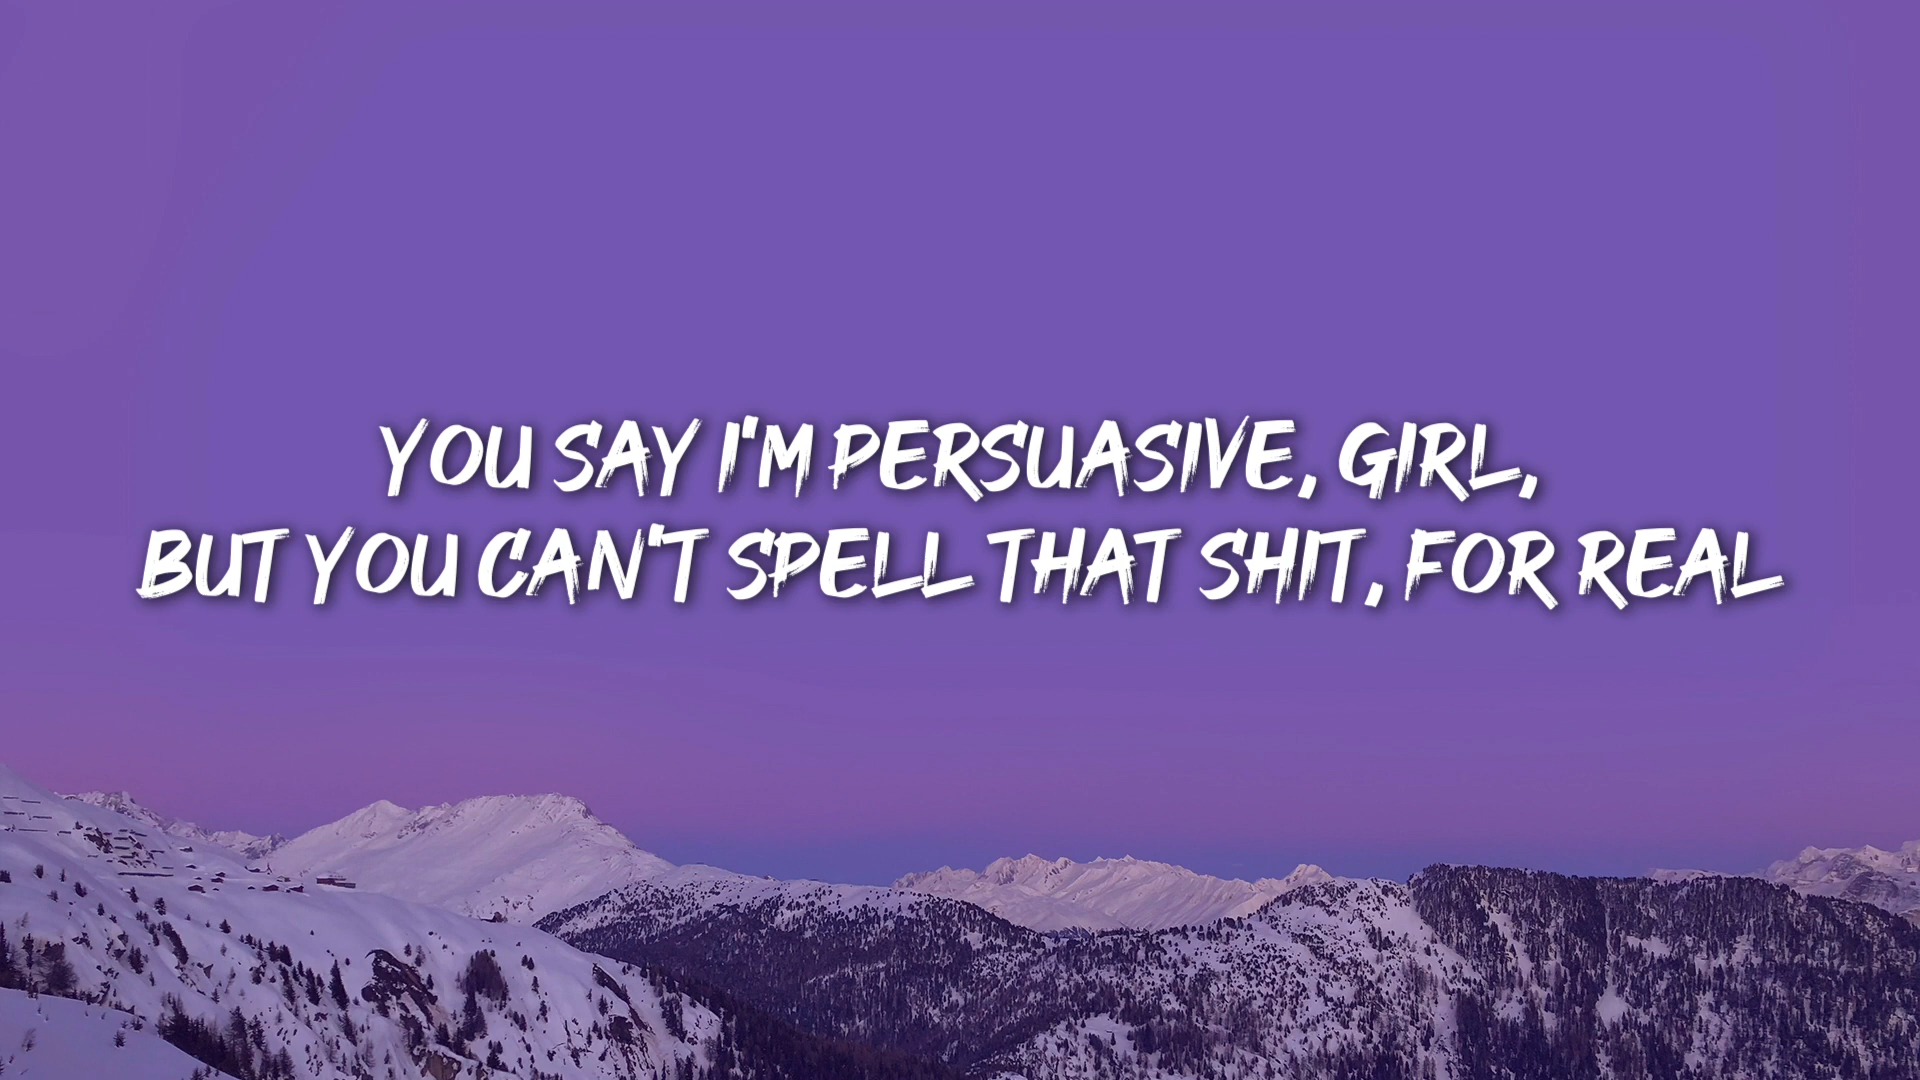 YOU SAY I'M PERSUASIVE, GIRL,
BUT YOU CAN'T SPELL THAT SHIT, FOR REAL